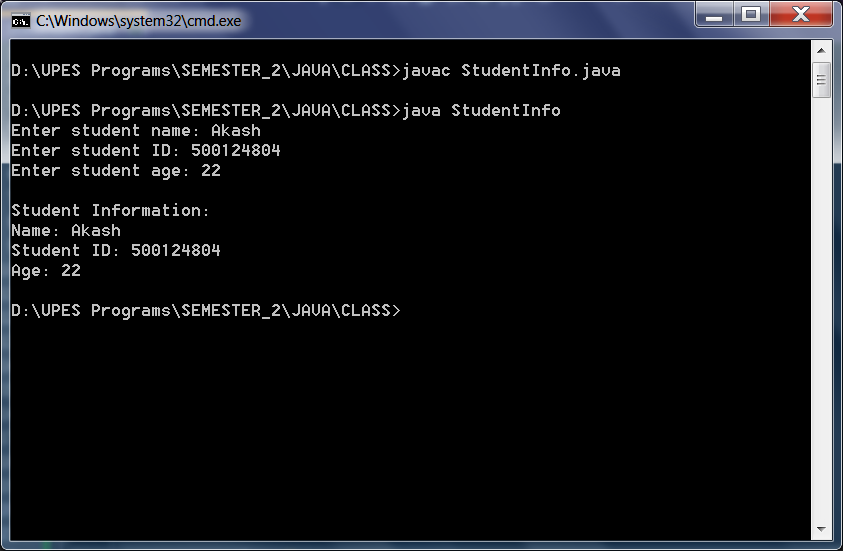 C:\Windows\system32\cmd.exe
D:\UPES Programs\SEMESTER_2\JAVA\CLASS>javac StudentInfo.java
D:\UPES Programs\SEMESTER_2\JAVA\CLASS>java StudentInfo
Enter student name: Akash
Enter student ID: 500124804
Enter student age: 22
Student Information:
Name: Akash
Student ID: 500124804
Age: 22
D:\UPES Programs\SEMESTER_2\JAVA\CLASS>